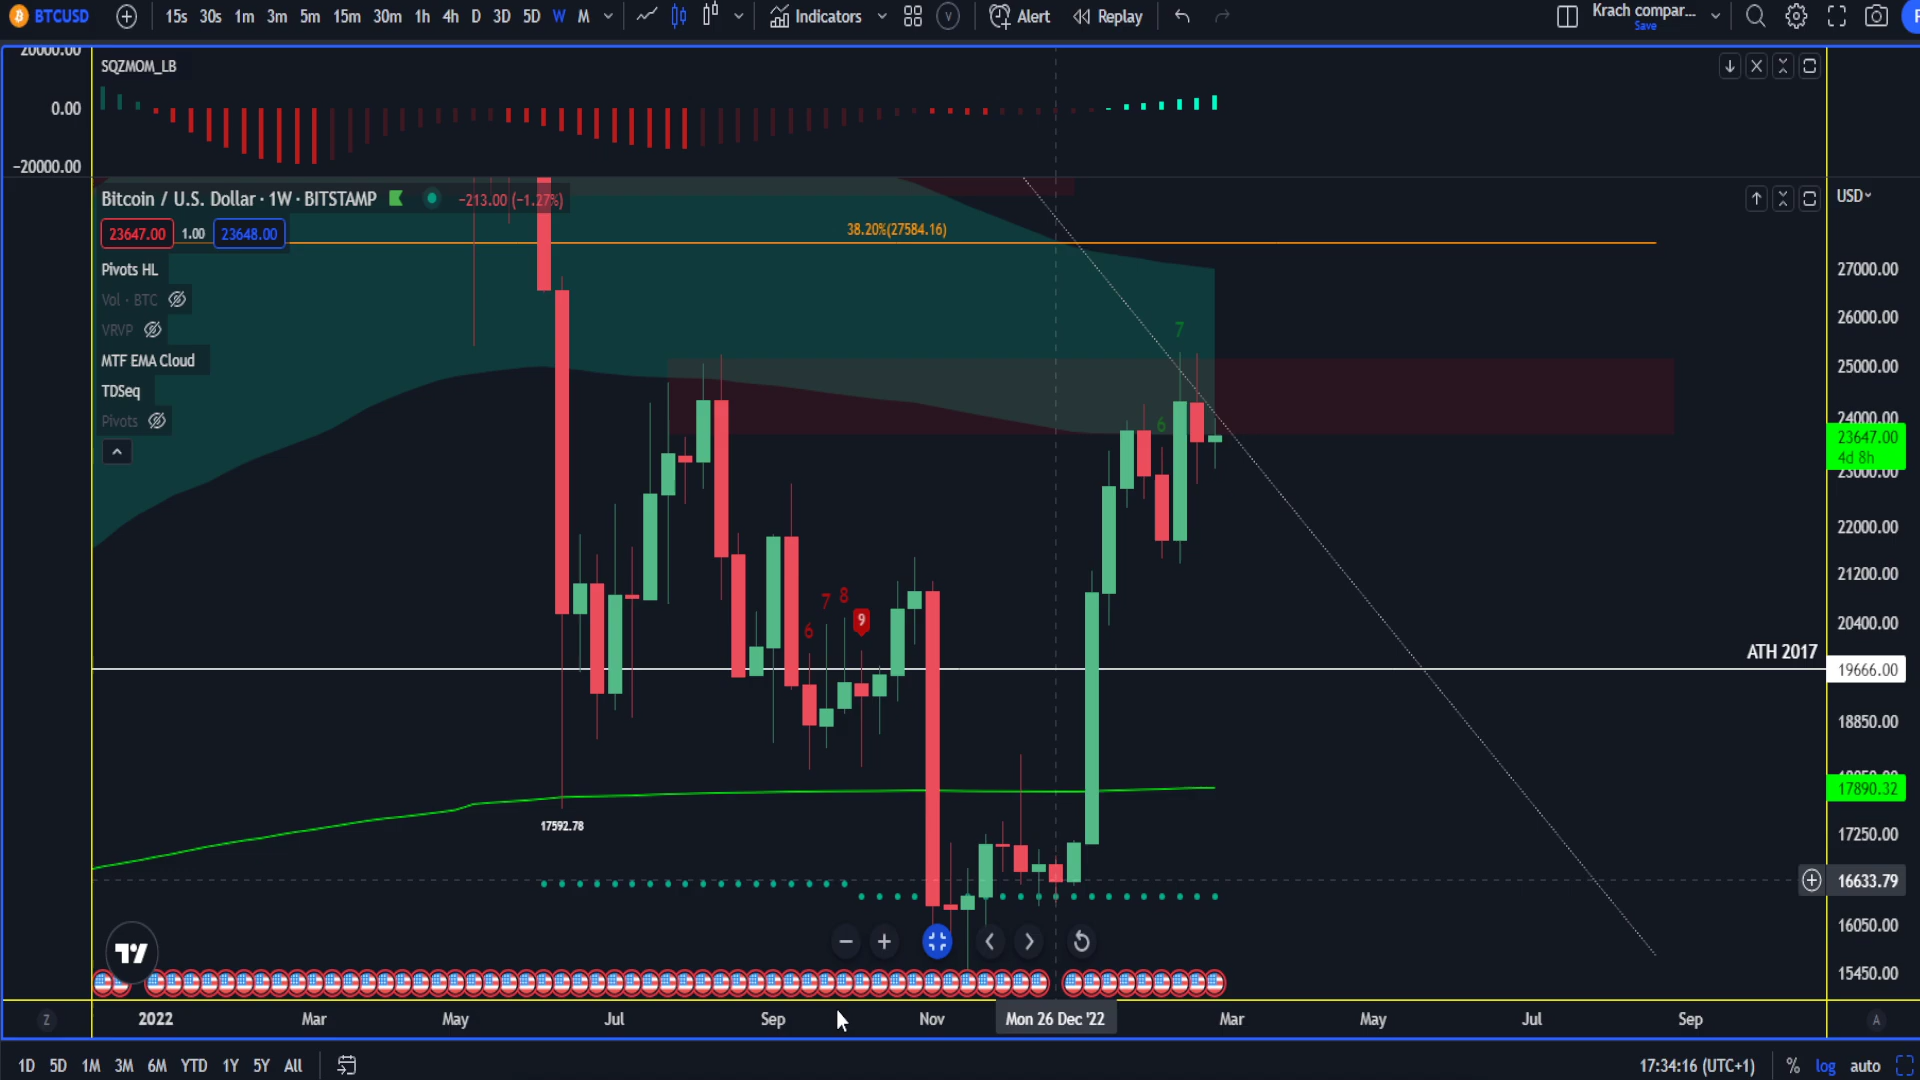 BTCUSD 15s 30s 1m 3m 5m 15m 30m 1h 4h D 3D 5D W M Indicators V Alert Replay Krach compar...
Save
20000.00
SQZMOM_LB
0.00
−20000.00
Bitcoin / U.S. Dollar · 1W · BITSTAMP −213.00 (−1.27%) USD
23647.00 1.00 23648.00
38.20%(27584.16)
Pivots HL
27000.00
Vol · BTC
26000.00
VRVP
7
MTF EMA Cloud
25000.00
TDSeq
Pivots
6
24000.00
23647.00
4d 8h
23000.00
22000.00
21200.00
6 7 8 9
20400.00
ATH 2017
19666.00
18850.00
17890.32
17592.78
17250.00
16633.79
16050.00
15450.00
Z 2022 Mar May Jul Sep Nov Mon 26 Dec '22 Mar May Jul Sep A
1D 5D 1M 3M 6M YTD 1Y 5Y All 17:34:16 (UTC+1) % log auto